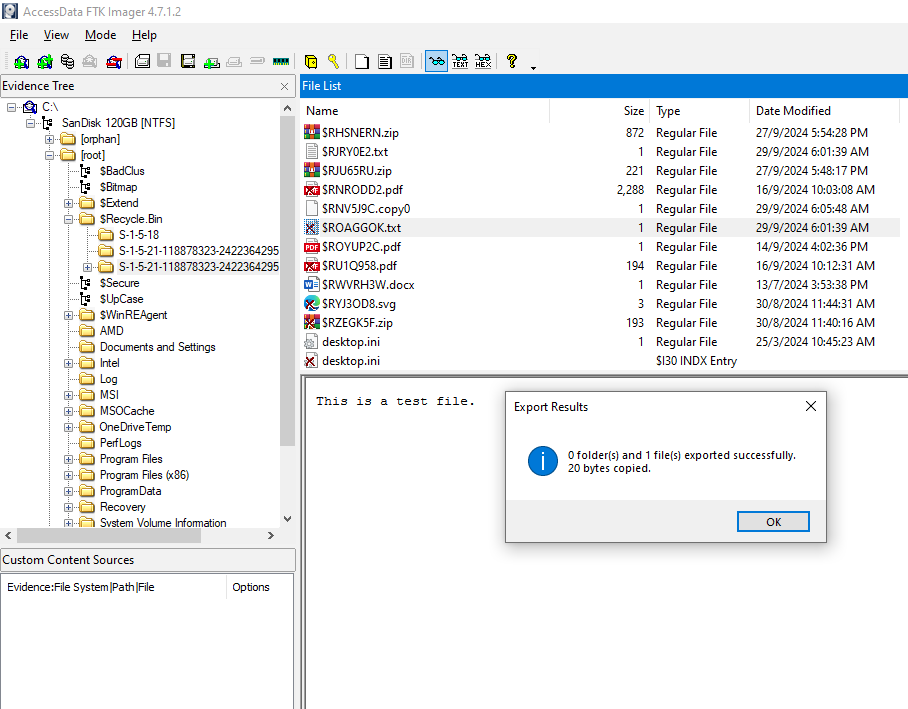 AccessData FTK Imager 4.7.1.2
File View Mode Help
Evidence Tree
C:\
SanDisk 120GB [NTFS]
[orphan]
[root]
$BadClus
$Bitmap
$Extend
$Recycle.Bin
S-1-5-18
S-1-5-21-118878323-2422364295
S-1-5-21-118878323-2422364295
$Secure
$UpCase
$WinREAgent
AMD
Documents and Settings
Intel
Log
MSI
MSOCache
OneDriveTemp
PerfLogs
Program Files
Program Files (x86)
ProgramData
Recovery
System Volume Information
Custom Content Sources
Evidence:File System|Path|File Options
File List
Name Size Type Date Modified
$RHSNERN.zip 872 Regular File 27/9/2024 5:54:28 PM
$RJRY0E2.txt 1 Regular File 29/9/2024 6:01:39 AM
$RJU65RU.zip 221 Regular File 27/9/2024 5:48:17 PM
$RNRODD2.pdf 2,288 Regular File 16/9/2024 10:03:08 AM
$RNV5J9C.copy0 1 Regular File 29/9/2024 6:05:48 AM
$ROAGGOK.txt 1 Regular File 29/9/2024 6:01:39 AM
$ROYUP2C.pdf 1 Regular File 14/9/2024 4:02:36 PM
$RU1Q958.pdf 194 Regular File 16/9/2024 10:12:31 AM
$RWVRH3W.docx 1 Regular File 13/7/2024 3:53:38 PM
$RYJ3OD8.svg 3 Regular File 30/8/2024 11:44:31 AM
$RZEGK5F.zip 193 Regular File 30/8/2024 11:40:16 AM
desktop.ini 1 Regular File 25/3/2024 10:45:23 AM
desktop.ini $I30 INDX Entry
This is a test file.
Export Results
0 folder(s) and 1 file(s) exported successfully.
20 bytes copied.
OK